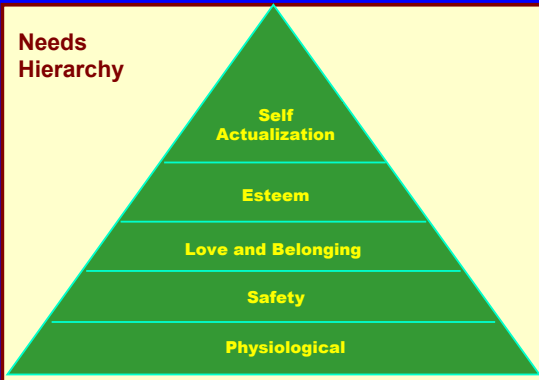 Needs
Hierarchy
Self
Actualization
Esteem
Love and Belonging
Safety
Physiological